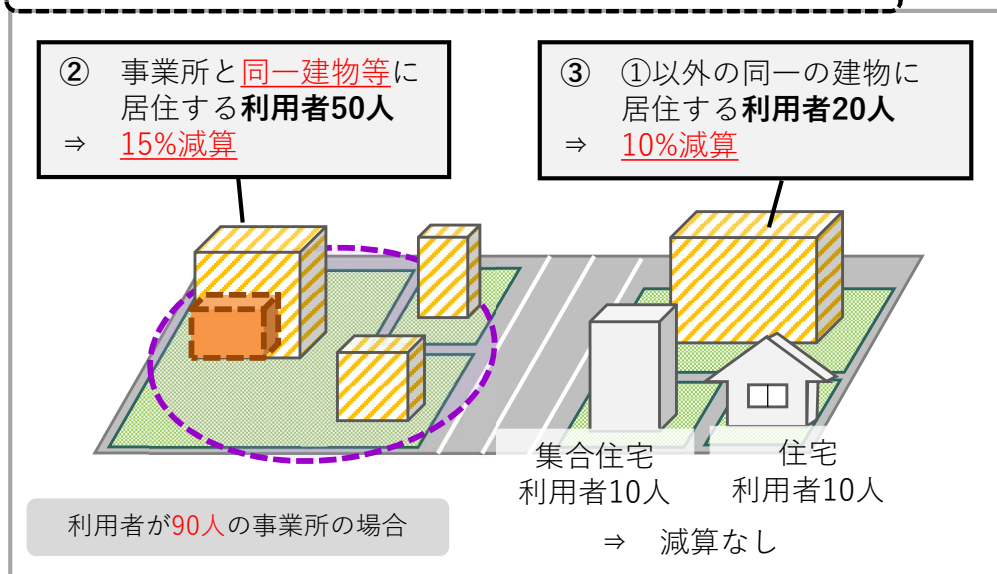 ② 事業所と同一建物等に
居住する利用者50人
⇒ 15%減算
③ ①以外の同一の建物に
居住する利用者20人
⇒ 10%減算
集合住宅
利用者10人
住宅
利用者10人
⇒ 減算なし
利用者が90人の事業所の場合